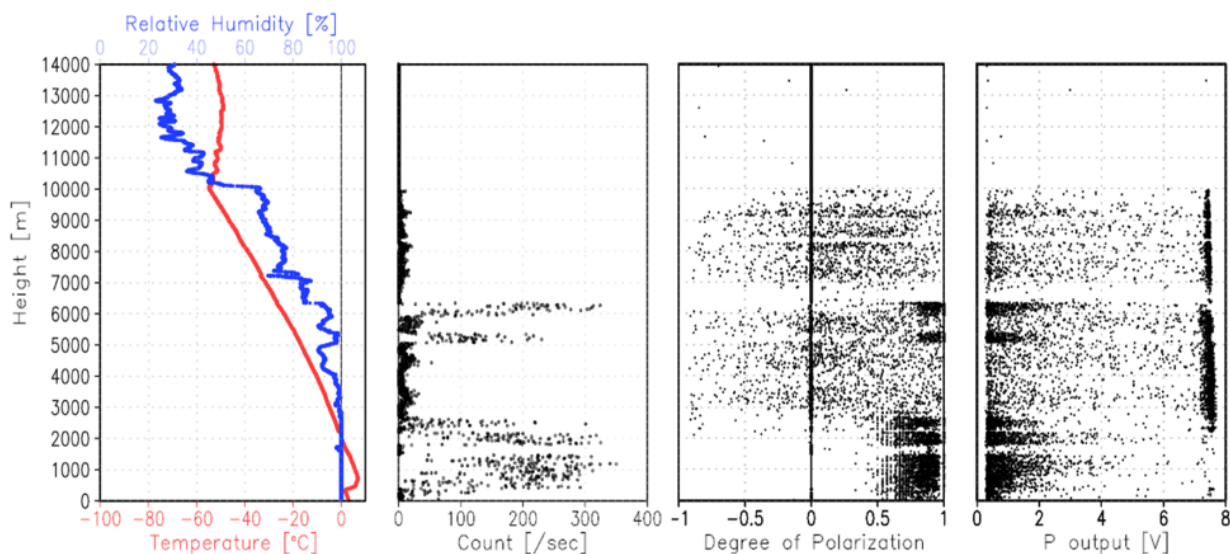 Relative Humidity [%]
0 20 40 60 80 100
14000
13000
12000
11000
10000
9000
8000
7000
6000
5000
4000
3000
2000
1000
0
Height [m]
-100 -80 -60 -40 -20 0
Temperature [°C]
0 100 200 300 400
Count [/sec]
-1 -0.5 0 0.5 1
Degree of Polarization
0 2 4 6 8
P output [V]